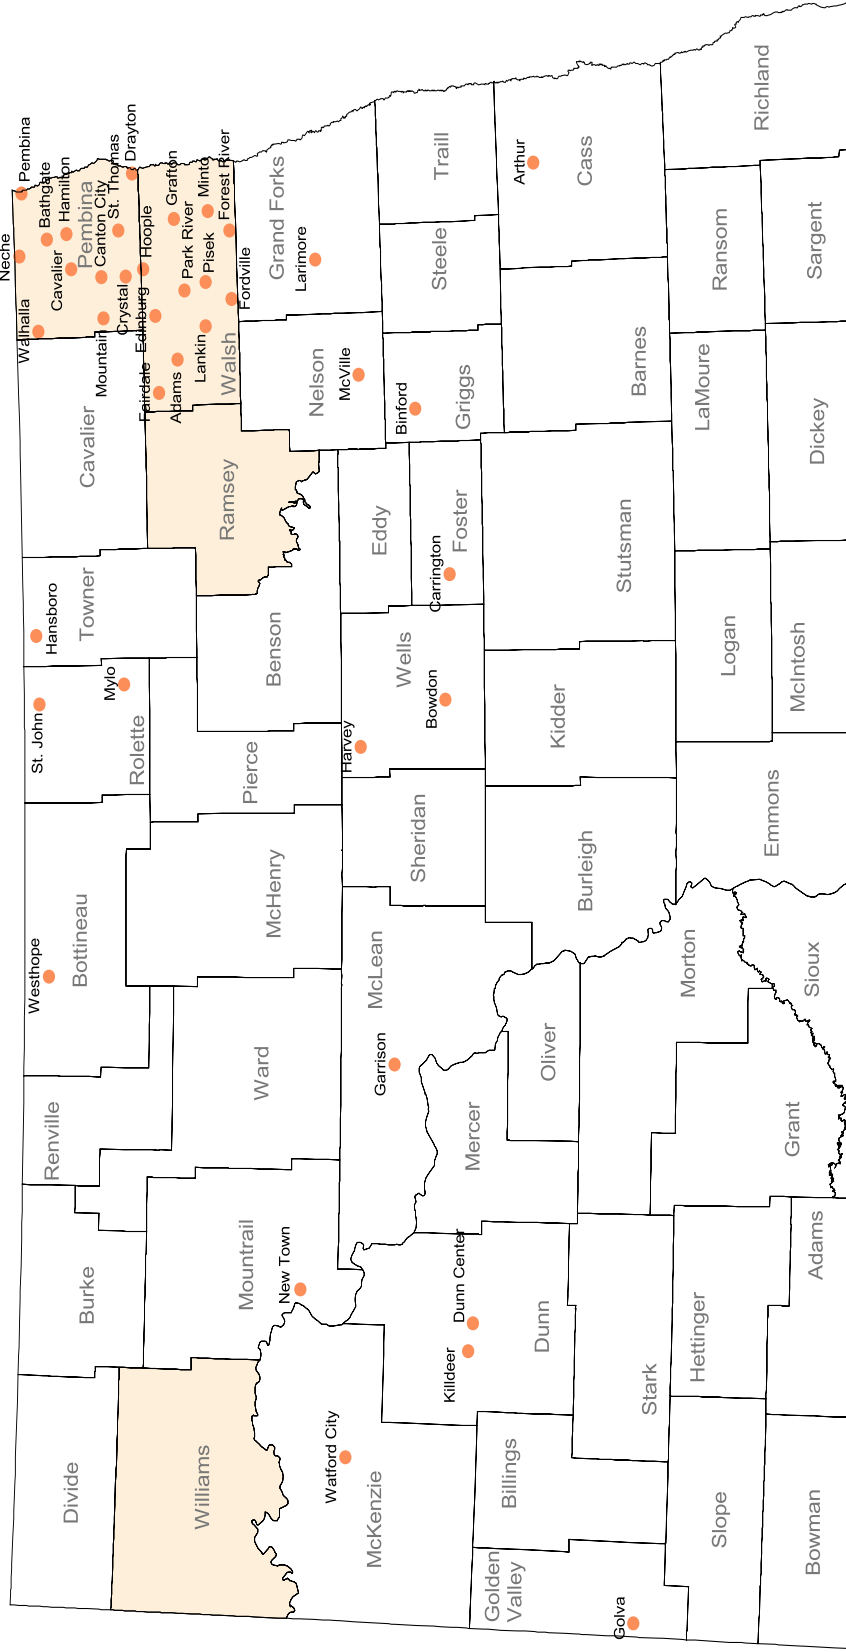 Divide
Burke
Renville
Bottineau
Westhope
Rolette
St. John
Mylo
Towner
Hansboro
Cavalier
Pembina
Walhalla
Neche
Pembina
Bathgate
Hamilton
Cavalier
Canton City
St. Thomas
Drayton
Mountain
Crystal
Hoople
Edinburg
Grafton
Park River
Minto
Pisek
Forest River
Fordville
Lankin
Fairdale
Adams
Walsh
Williams
Mountrail
New Town
Ward
McHenry
Pierce
Benson
Ramsey
Nelson
McVille
Grand Forks
Larimore
McKenzie
Watford City
McLean
Garrison
Sheridan
Wells
Harvey
Bowdon
Eddy
Foster
Carrington
Griggs
Binford
Steele
Traill
Golden
Valley
Golva
Billings
Dunn
Killdeer
Dunn Center
Mercer
Oliver
Burleigh
Kidder
Stutsman
Barnes
Cass
Arthur
Stark
Morton
Slope
Hettinger
Grant
Sioux
Emmons
Logan
LaMoure
Ransom
Richland
Bowman
Adams
McIntosh
Dickey
Sargent